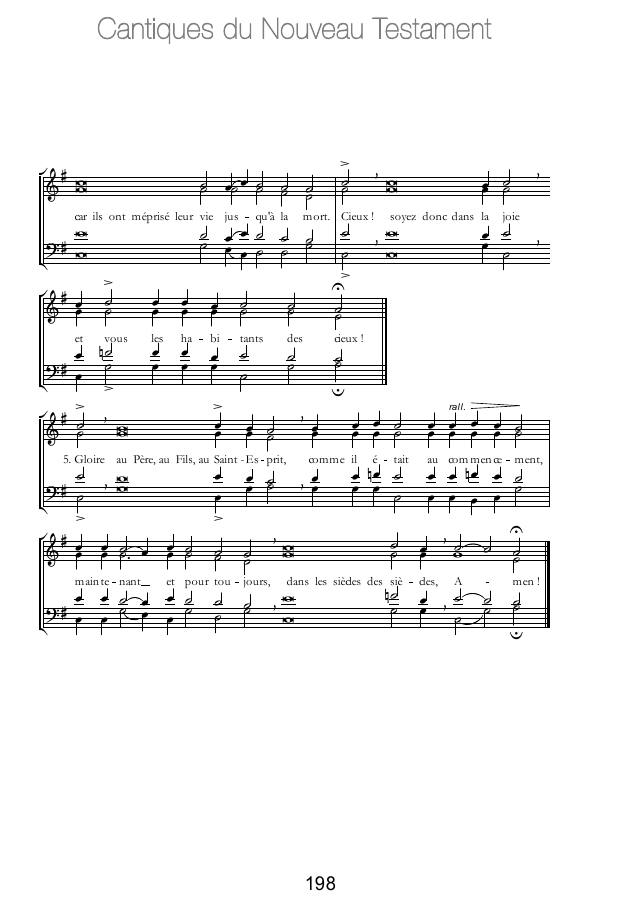 Cantiques du Nouveau Testament
car ils ont méprisé leur vie jus - qu'à la mort. Cieux ! soyez donc dans la joie
et vous les ha - bi - tants des cieux !
rall.
5. Gloire au Père, au Fils, au Saint - Es - prit, comme il é - tait au commence - ment,
mainte - nant et pour tou - jours, dans les siècles des siè - cles, A - men !
198